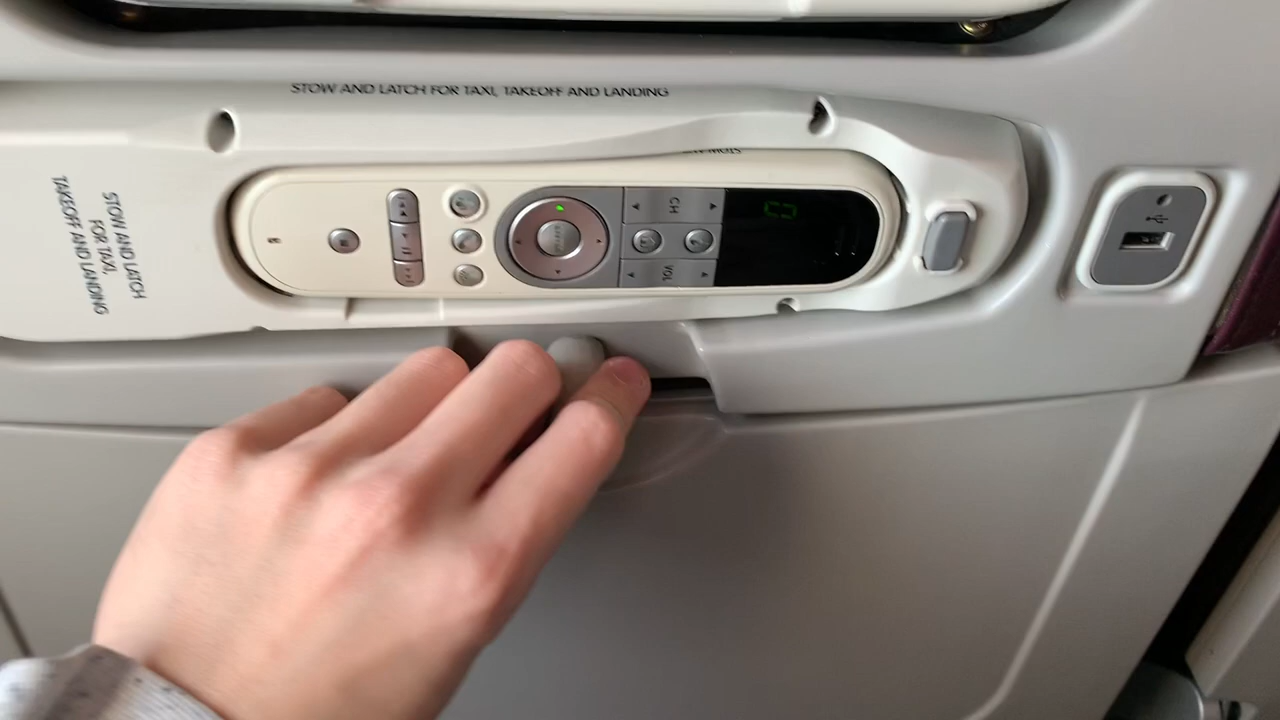 STOW AND LATCH FOR TAXI, TAKEOFF AND LANDING
STOW AND LATCH
FOR TAXI,
TAKEOFF AND LANDING
CH
VOL